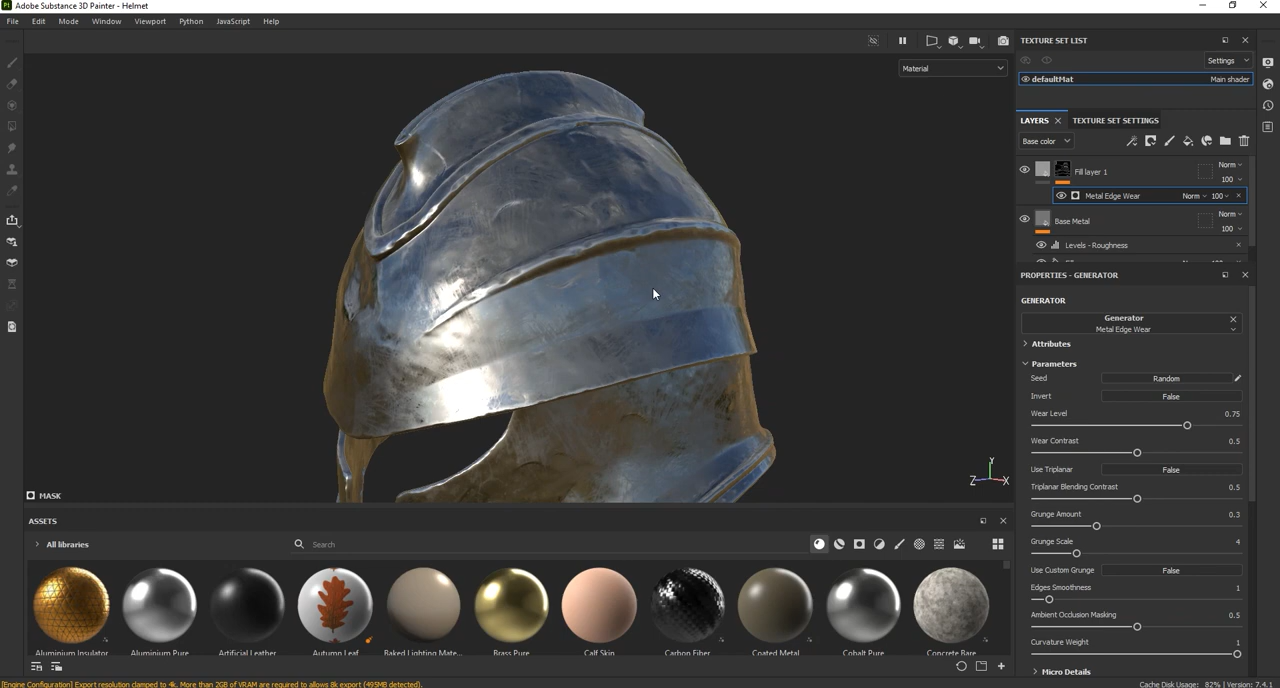 Pt Adobe Substance 3D Painter - Helmet
File Edit Mode Window Viewport Python JavaScript Help
Material
MASK
TEXTURE SET LIST
Settings
defaultMat Main shader
LAYERS TEXTURE SET SETTINGS
Base color
Norm
Fill layer 1
100
Metal Edge Wear Norm 100
Norm
Base Metal
100
Levels - Roughness
PROPERTIES - GENERATOR
GENERATOR
Generator
Metal Edge Wear
Attributes
Parameters
Seed Random
Invert False
Wear Level 0.75
Wear Contrast 0.5
Use Triplanar False
Triplanar Blending Contrast 0.5
Grunge Amount 0.3
Grunge Scale 4
Use Custom Grunge False
Edges Smoothness 1
Ambient Occlusion Masking 0.5
Curvature Weight 1
Micro Details
Y
Z X
ASSETS
All libraries Search
Aluminium Insulator Aluminium Pure Artificial Leather Autumn Leaf Baked Lighting Mate... Brass Pure Calf Skin Carbon Fiber Coated Metal Cobalt Pure Concrete Bare
[Engine Configuration] Export resolution clamped to 4k. More than 2GB of VRAM are required to allows 8k export (495MB detected).
Cache Disk Usage: 82% | Version: 7.4.1